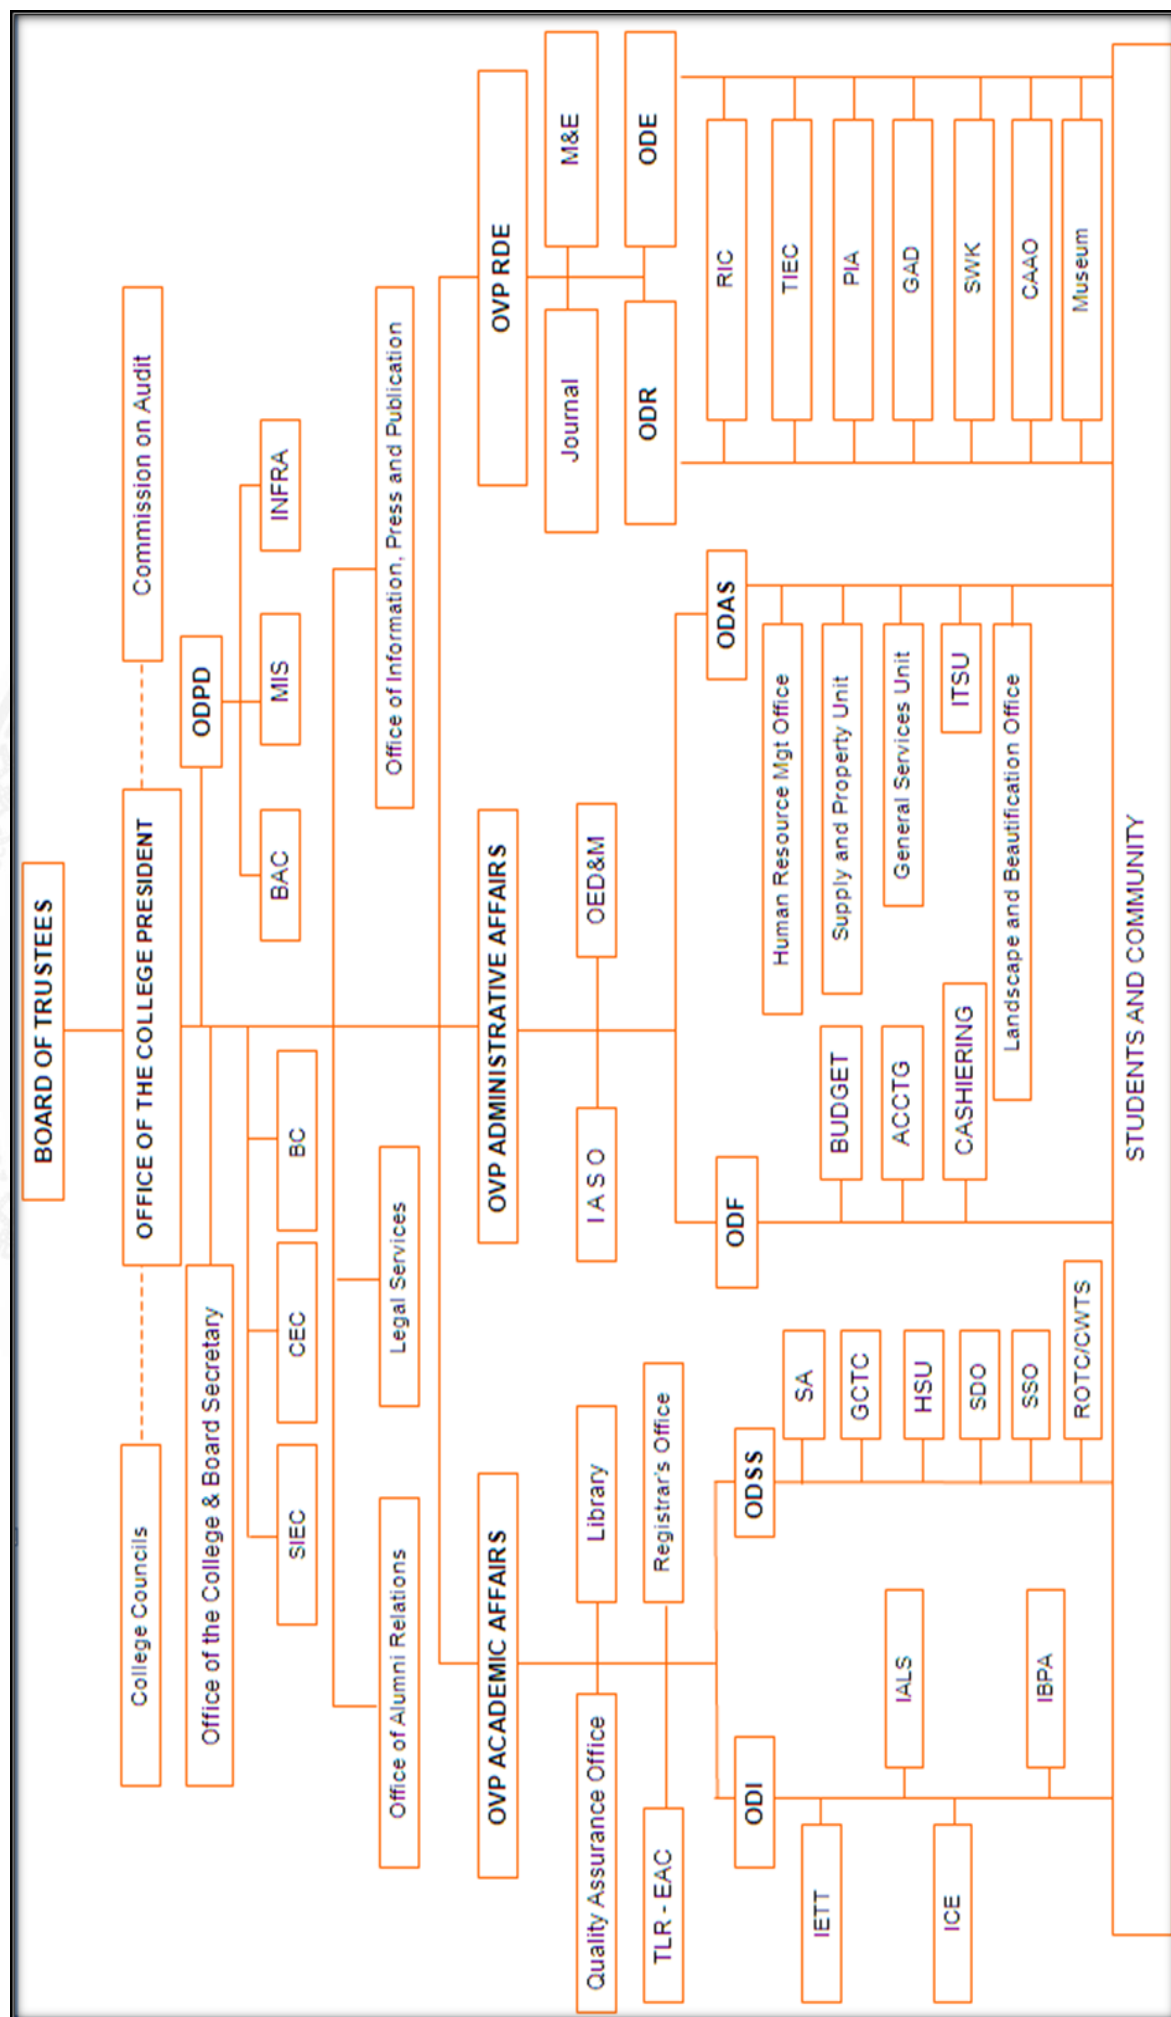 BOARD OF TRUSTEES
College Councils
OFFICE OF THE COLLEGE PRESIDENT
Commission on Audit
Office of the College & Board Secretary
ODPD
SIEC
CEC
BC
BAC
MIS
INFRA
Office of Alumni Relations
Legal Services
Office of Information, Press and Publication
OVP ACADEMIC AFFAIRS
OVP ADMINISTRATIVE AFFAIRS
OVP RDE
Quality Assurance Office
Library
I A S O
OED&M
Journal
M&E
TLR - EAC
Registrar's Office
ODR
ODE
ODI
ODSS
ODF
ODAS
IETT
IALS
ICE
IBPA
SA
GCTC
HSU
SDO
SSO
ROTC/CWTS
BUDGET
ACCTG
CASHIERING
Human Resource Mgt Office
Supply and Property Unit
General Services Unit
ITSU
Landscape and Beautification Office
RIC
TIEC
PIA
GAD
SWK
CAAO
Museum
STUDENTS AND COMMUNITY